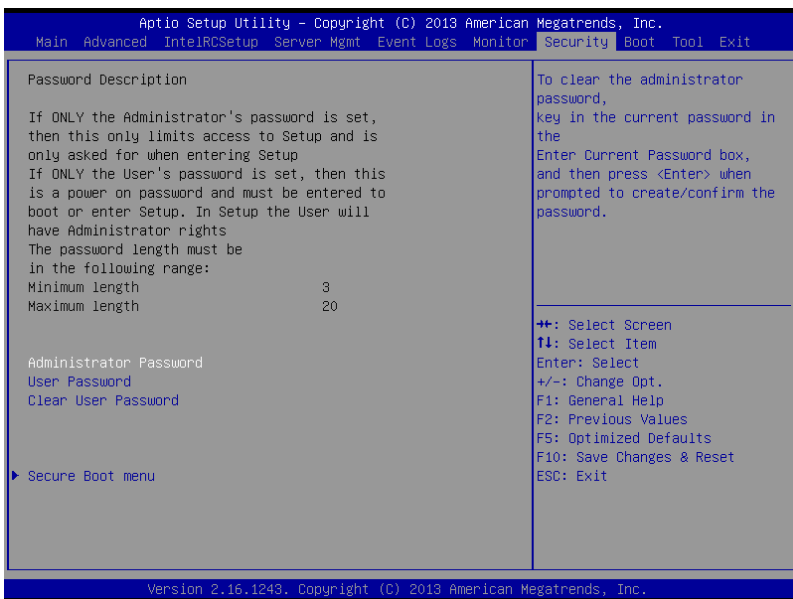 Aptio Setup Utility – Copyright (C) 2013 American Megatrends, Inc.
Main Advanced IntelRCSetup Server Mgmt Event Logs Monitor Security Boot Tool Exit
Password Description
If ONLY the Administrator's password is set,
then this only limits access to Setup and is
only asked for when entering Setup
If ONLY the User's password is set, then this
is a power on password and must be entered to
boot or enter Setup. In Setup the User will
have Administrator rights
The password length must be
in the following range:
Minimum length 3
Maximum length 20
Administrator Password
User Password
Clear User Password
Secure Boot menu
To clear the administrator
password,
key in the current password in
the
Enter Current Password box,
and then press <Enter> when
prompted to create/confirm the
password.
→←: Select Screen
↑↓: Select Item
Enter: Select
+/-: Change Opt.
F1: General Help
F2: Previous Values
F5: Optimized Defaults
F10: Save Changes & Reset
ESC: Exit
Version 2.16.1243. Copyright (C) 2013 American Megatrends, Inc.